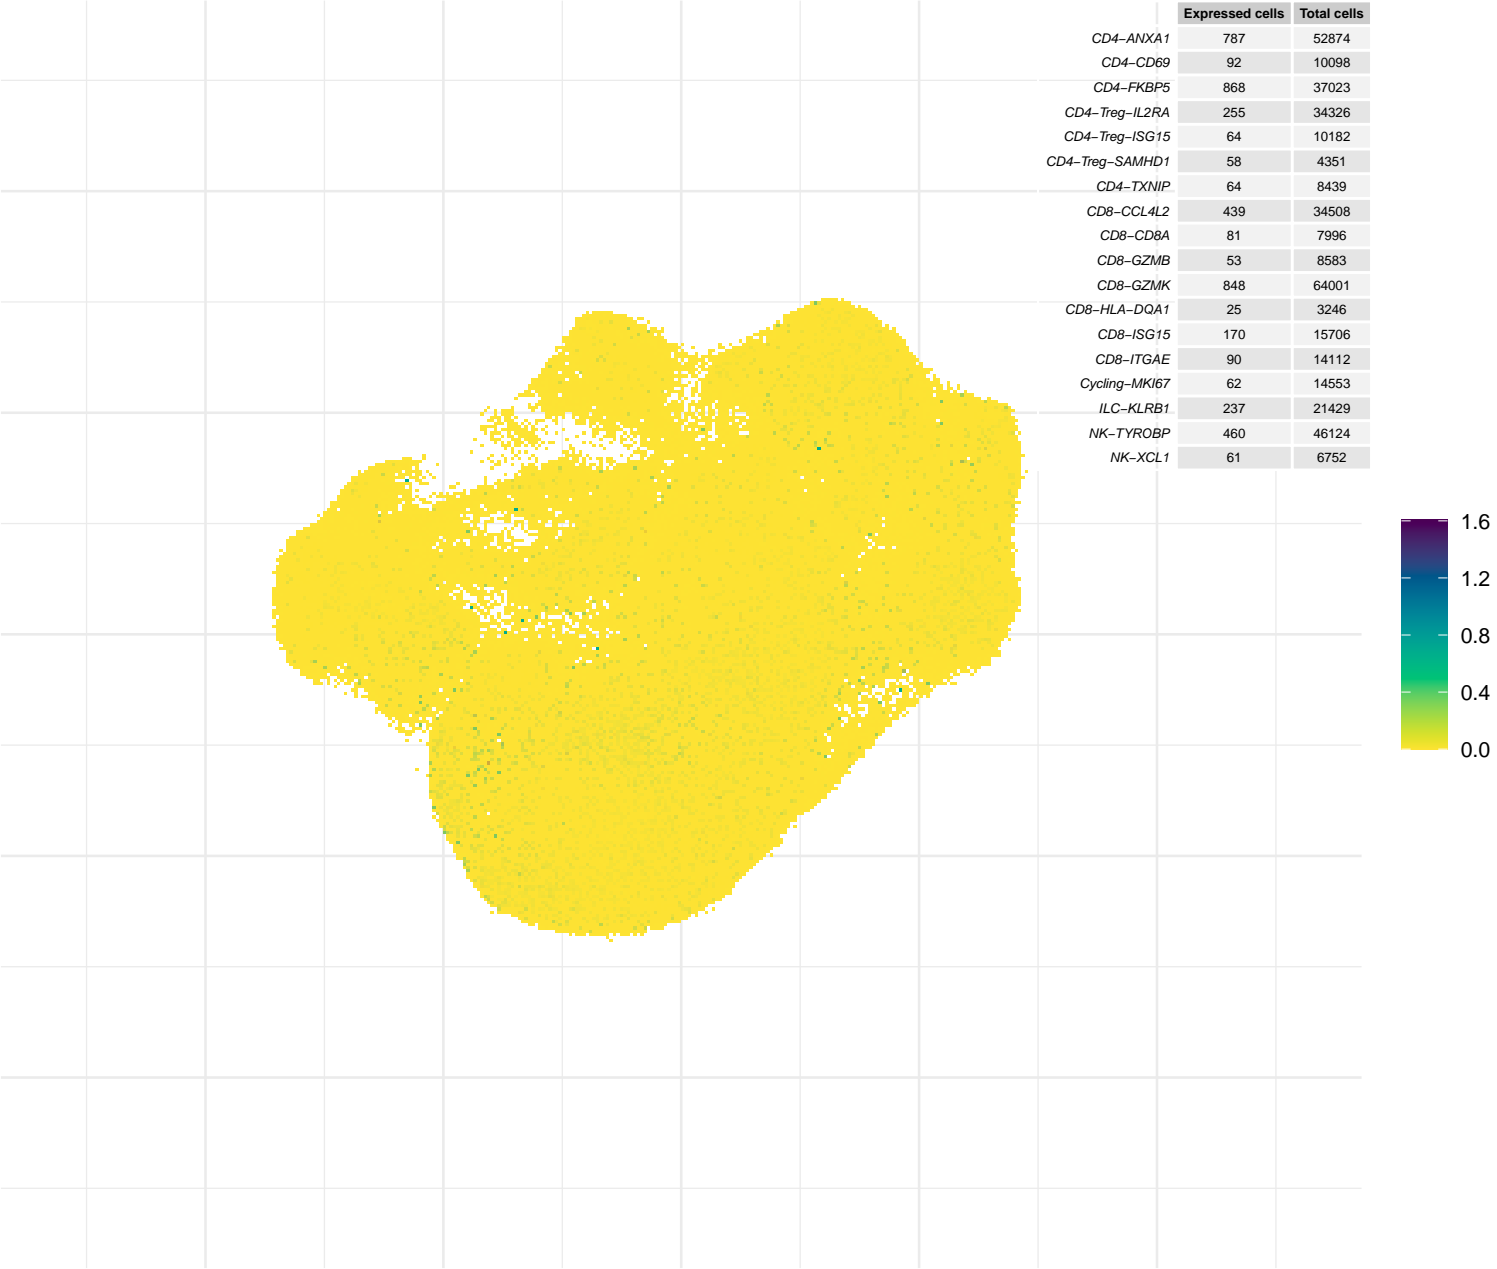 Expressed cells Total cells
CD4−ANXA1 787 52874
CD4−CD69 92 10098
CD4−FKBP5 868 37023
CD4−Treg−IL2RA 255 34326
CD4−Treg−ISG15 64 10182
CD4−Treg−SAMHD1 58 4351
CD4−TXNIP 64 8439
CD8−CCL4L2 439 34508
CD8−CD8A 81 7996
CD8−GZMB 53 8583
CD8−GZMK 848 64001
CD8−HLA−DQA1 25 3246
CD8−ISG15 170 15706
CD8−ITGAE 90 14112
Cycling−MKI67 62 14553
ILC−KLRB1 237 21429
NK−TYROBP 460 46124
NK−XCL1 61 6752
1.6
1.2
0.8
0.4
0.0